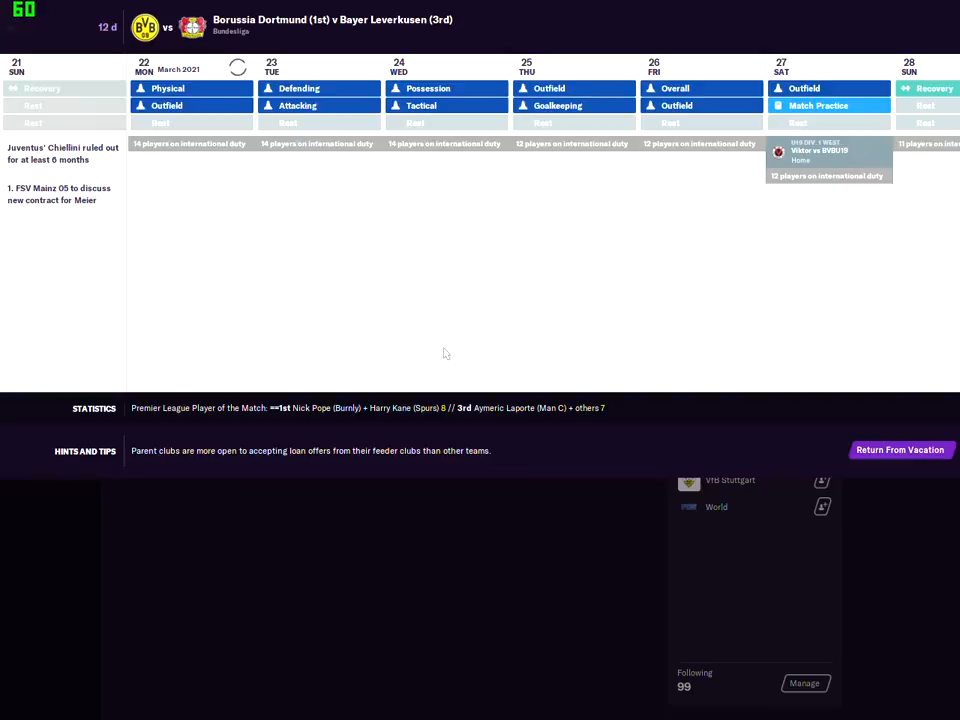 60
12 d
BVB
09
vs
Borussia Dortmund (1st) v Bayer Leverkusen (3rd)
Bundesliga
21
SUN
22
MON March 2021
23
TUE
24
WED
25
THU
26
FRI
27
SAT
28
SUN
Recovery
Physical
Defending
Possession
Outfield
Overall
Outfield
Recovery
Rest
Outfield
Attacking
Tactical
Goalkeeping
Outfield
Match Practice
Rest
Rest
Rest
Rest
Rest
Rest
Rest
Rest
Rest
Juventus' Chiellini ruled out
for at least 6 months
1. FSV Mainz 05 to discuss
new contract for Meier
14 players on international duty
14 players on international duty
14 players on international duty
12 players on international duty
12 players on international duty
U19 DIV. 1 WEST
Viktor vs BVBU19
Home
12 players on international duty
11 players on inte
STATISTICS
Premier League Player of the Match: ==1st Nick Pope (Burnly) + Harry Kane (Spurs) 8 // 3rd Aymeric Laporte (Man C) + others 7
HINTS AND TIPS
Parent clubs are more open to accepting loan offers from their feeder clubs than other teams.
Return From Vacation
VfB Stuttgart
World
Following
99
Manage